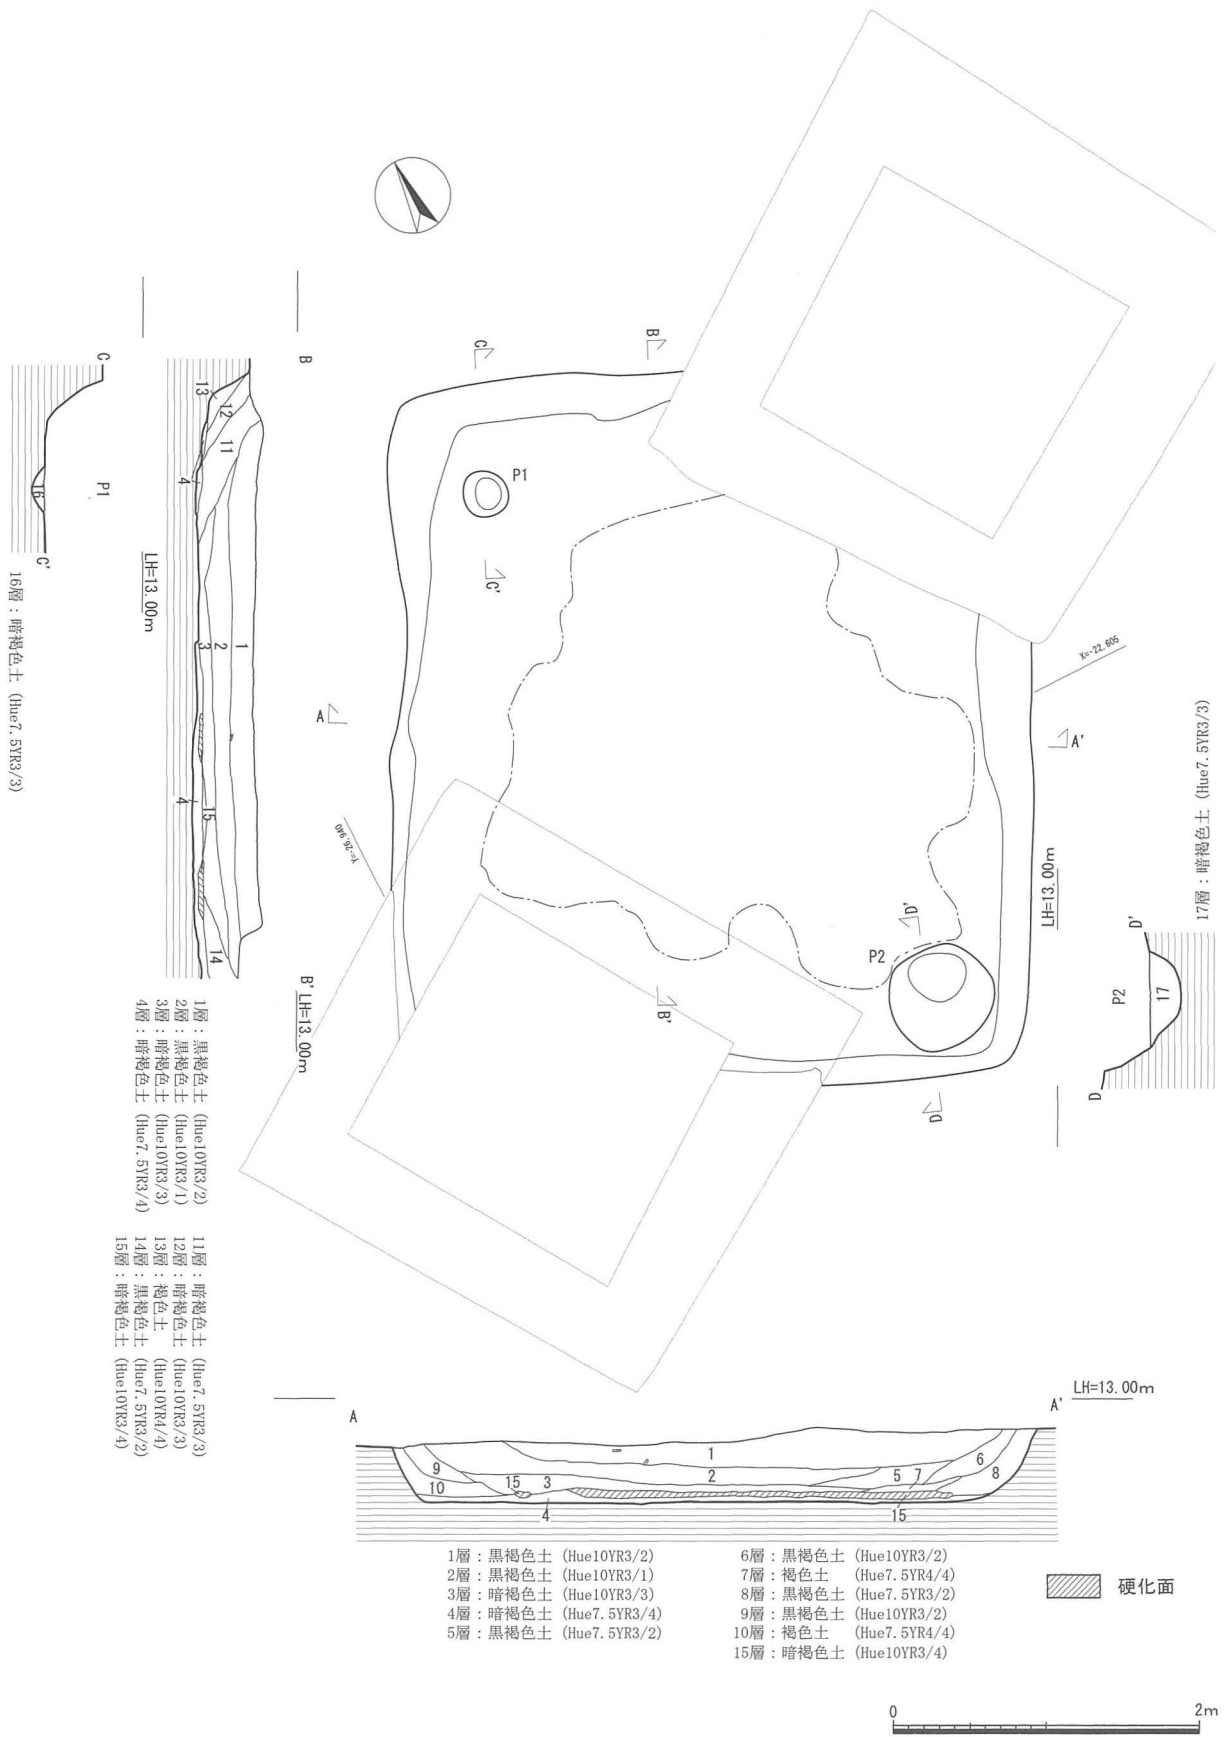 C
B
P1
C'
A
A'
X=-22.605
Y=-26.940
D'
P2
B'
D
C
P1
16
C'
16層：暗褐色土 (Hue7.5YR3/3)
LH=13.00m
B
13
12
11
4
3
2
1
4
15
14
B'
LH=13.00m
1層：黒褐色土 (Hue10YR3/2)
2層：黒褐色土 (Hue10YR3/1)
3層：暗褐色土 (Hue10YR3/3)
4層：暗褐色土 (Hue7.5YR3/4)
11層：暗褐色土 (Hue7.5YR3/3)
12層：暗褐色土 (Hue10YR3/3)
13層：褐色土 (Hue10YR4/4)
14層：黒褐色土 (Hue7.5YR3/2)
15層：暗褐色土 (Hue10YR3/4)
17層：暗褐色土 (Hue7.5YR3/3)
LH=13.00m
D'
P2
17
D
LH=13.00m
A
A'
1
9
2
5
7
6
8
10
15
3
4
15
1層：黒褐色土 (Hue10YR3/2)
2層：黒褐色土 (Hue10YR3/1)
3層：暗褐色土 (Hue10YR3/3)
4層：暗褐色土 (Hue7.5YR3/4)
5層：黒褐色土 (Hue7.5YR3/2)
6層：黒褐色土 (Hue10YR3/2)
7層：褐色土 (Hue7.5YR4/4)
8層：黒褐色土 (Hue7.5YR3/2)
9層：黒褐色土 (Hue10YR3/2)
10層：褐色土 (Hue7.5YR4/4)
15層：暗褐色土 (Hue10YR3/4)
硬化面
0 2m